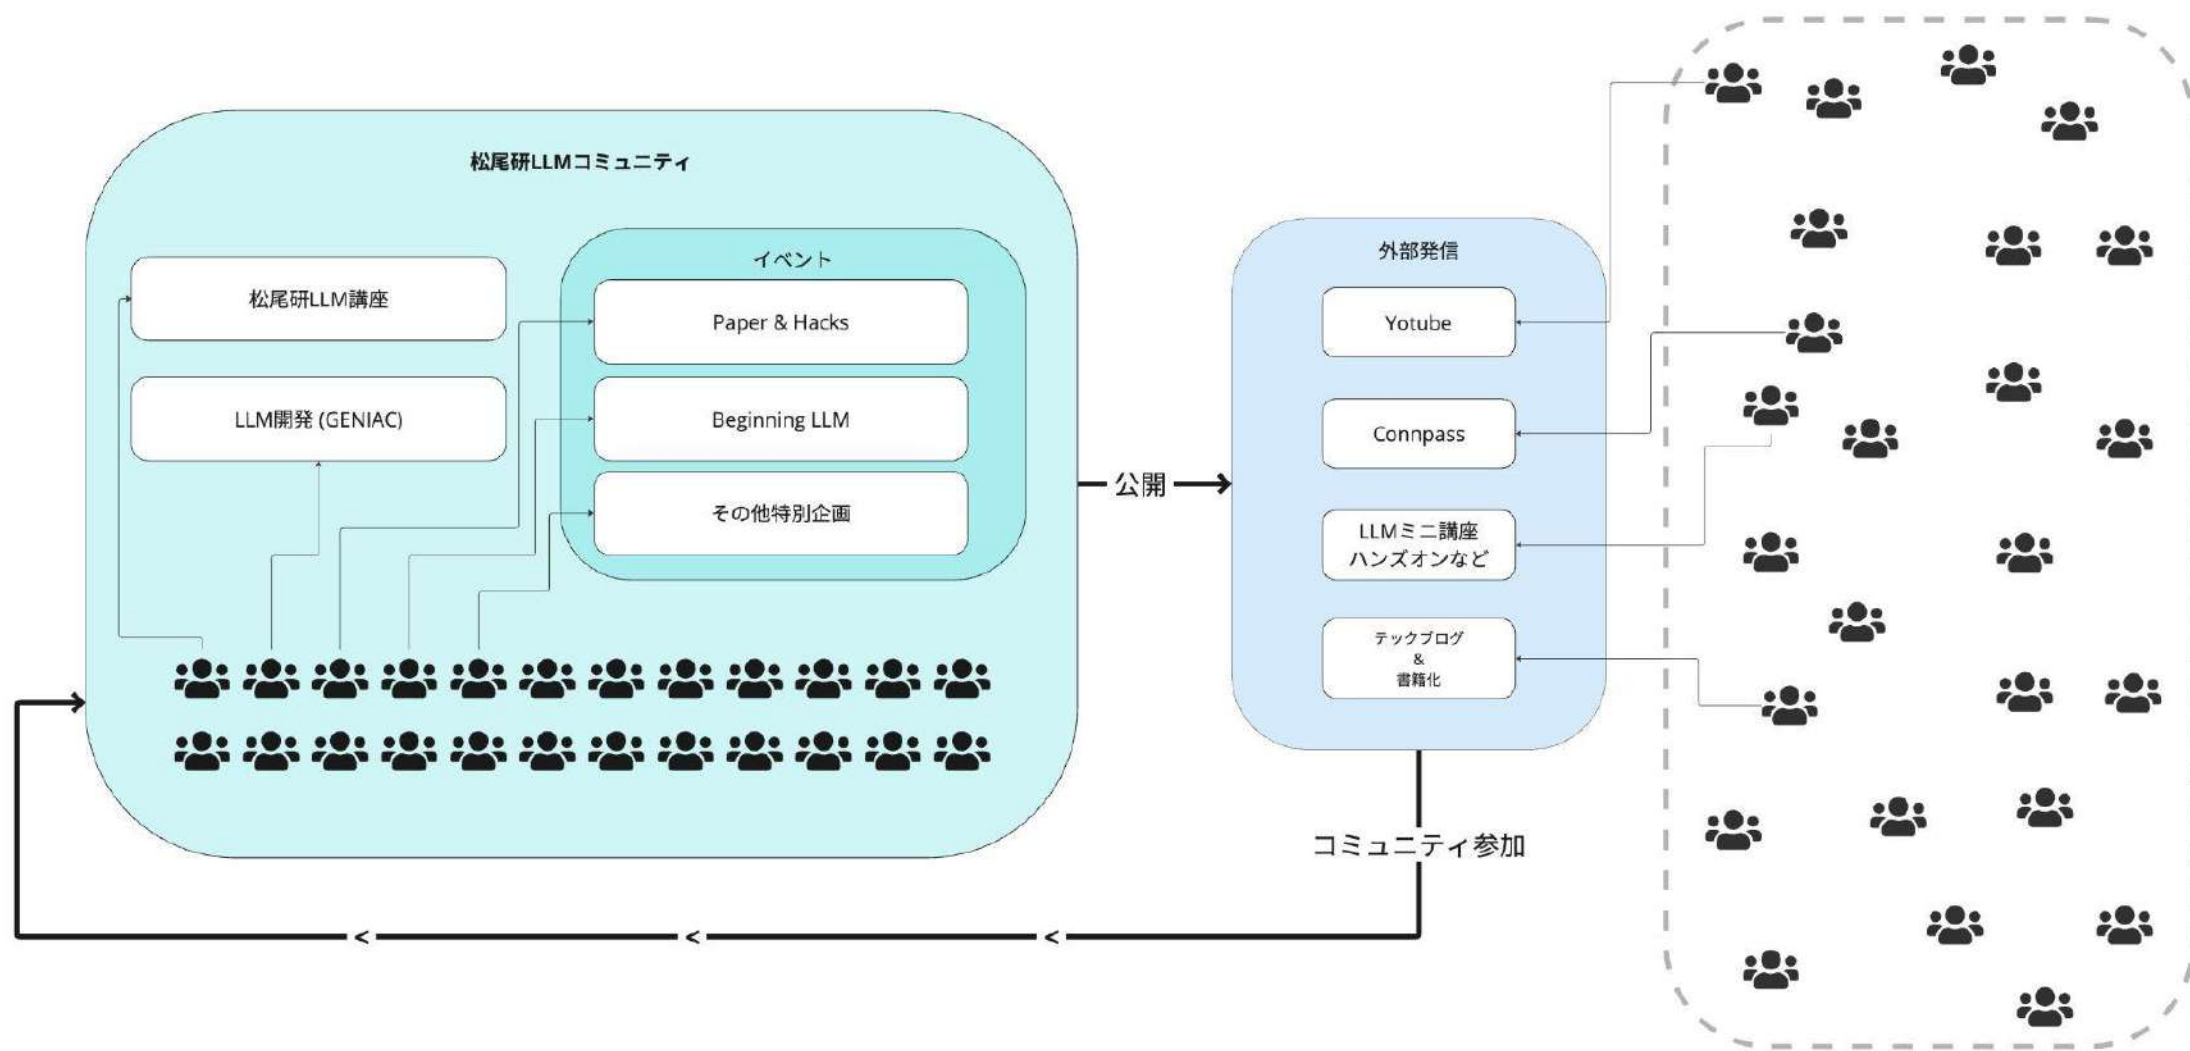 松尾研LLMコミュニティ
松尾研LLM講座
LLM開発 (GENIAC)
イベント
Paper & Hacks
Beginning LLM
その他特別企画
公開
外部発信
Yotube
Connpass
LLMミニ講座
ハンズオンなど
テックブログ
&
書籍化
コミュニティ参加